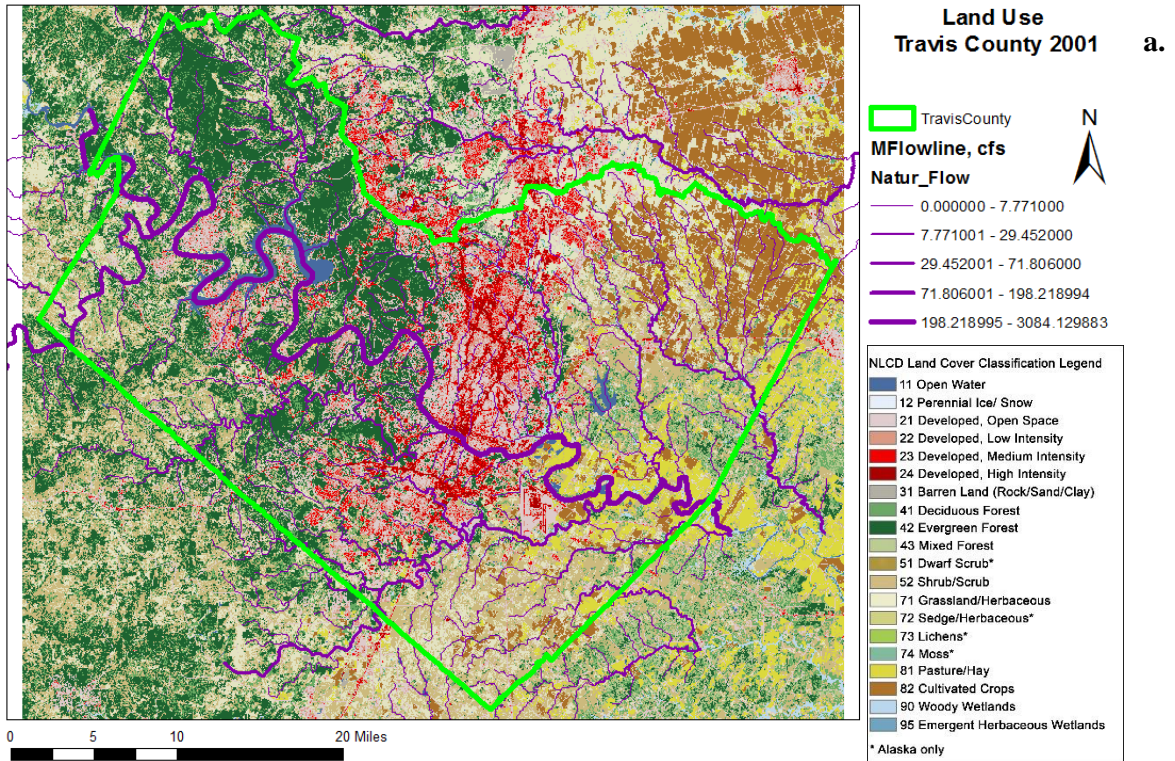 Land Use
Travis County 2001
a.
TravisCounty
N
MFlowline, cfs
Natur_Flow
0.000000 - 7.771000
7.771001 - 29.452000
29.452001 - 71.806000
71.806001 - 198.218994
198.218995 - 3084.129883
NLCD Land Cover Classification Legend
11 Open Water
12 Perennial Ice/ Snow
21 Developed, Open Space
22 Developed, Low Intensity
23 Developed, Medium Intensity
24 Developed, High Intensity
31 Barren Land (Rock/Sand/Clay)
41 Deciduous Forest
42 Evergreen Forest
43 Mixed Forest
51 Dwarf Scrub*
52 Shrub/Scrub
71 Grassland/Herbaceous
72 Sedge/Herbaceous*
73 Lichens*
74 Moss*
81 Pasture/Hay
82 Cultivated Crops
90 Woody Wetlands
95 Emergent Herbaceous Wetlands
* Alaska only
0 5 10 20 Miles